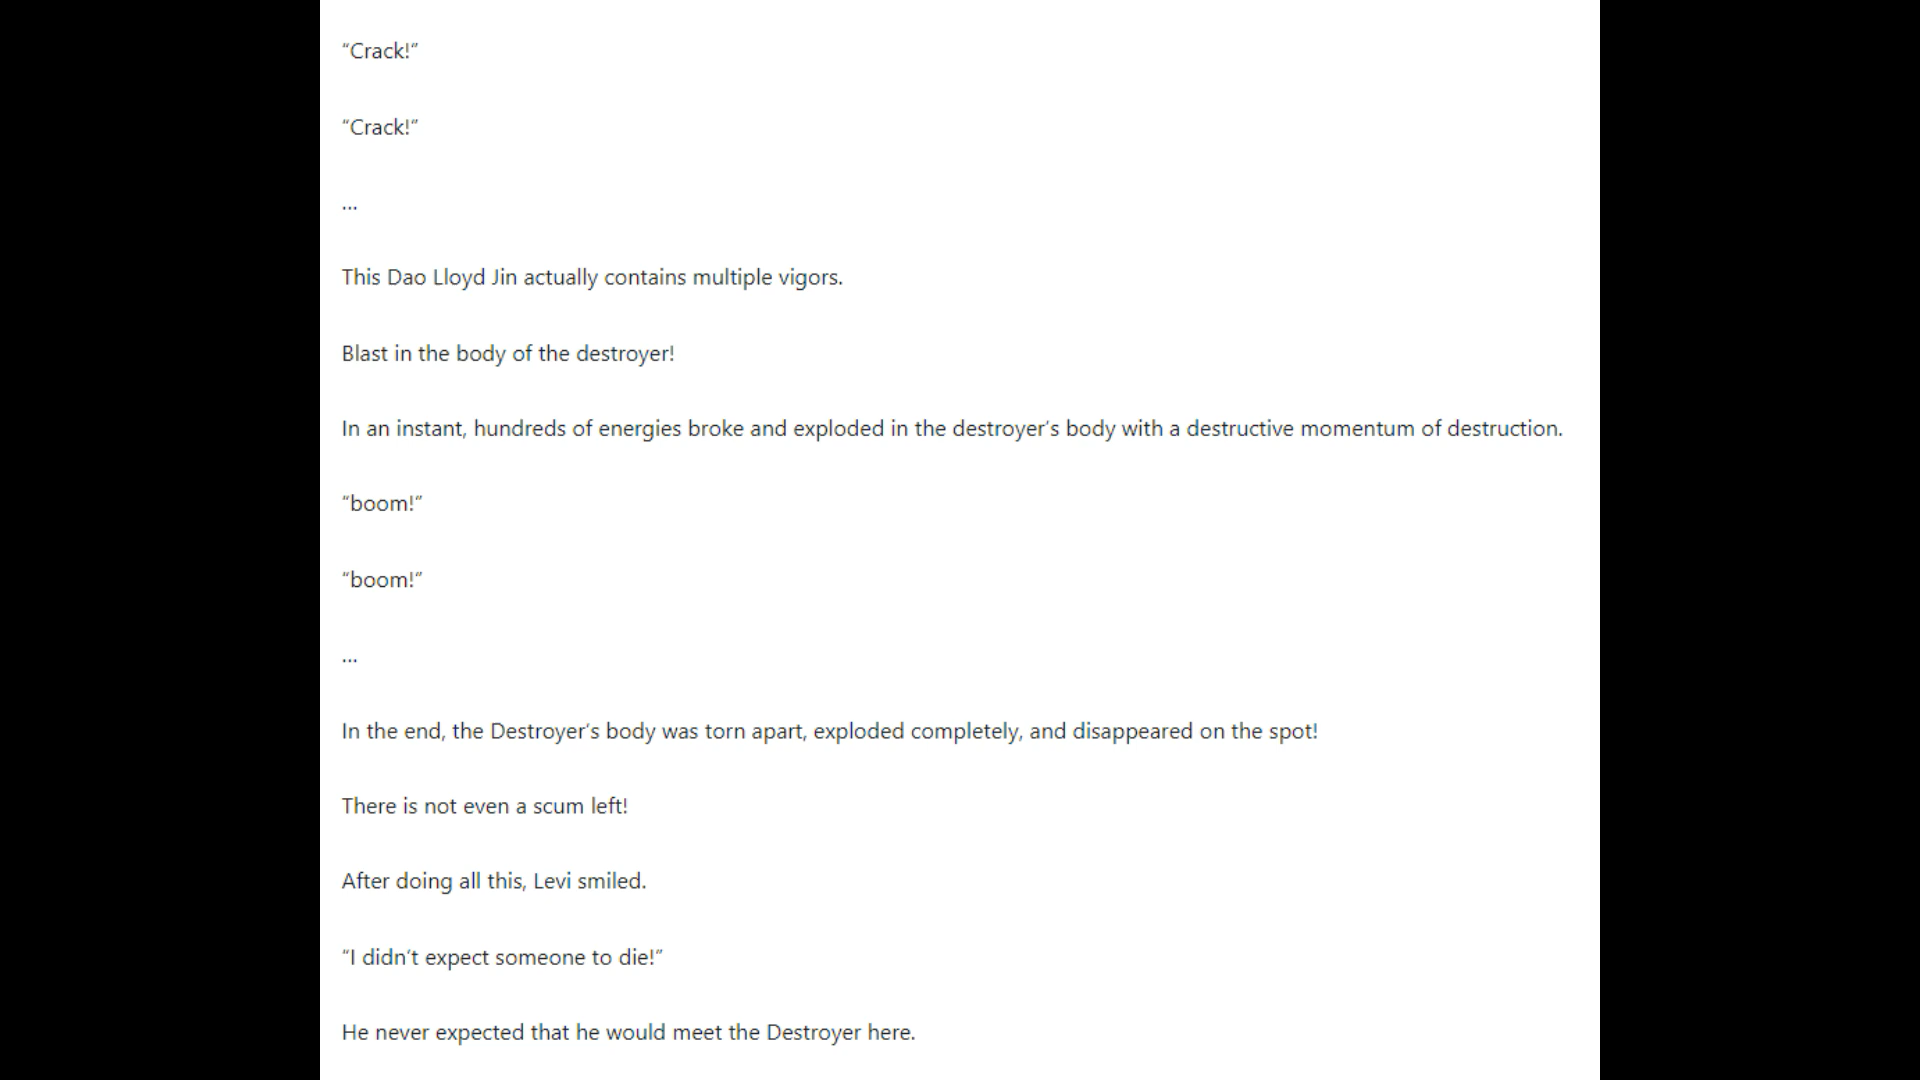 “Crack!”
“Crack!”
...
This Dao Lloyd Jin actually contains multiple vigors.
Blast in the body of the destroyer!
In an instant, hundreds of energies broke and exploded in the destroyer’s body with a destructive momentum of destruction.
“boom!”
“boom!”
...
In the end, the Destroyer’s body was torn apart, exploded completely, and disappeared on the spot!
There is not even a scum left!
After doing all this, Levi smiled.
“I didn’t expect someone to die!”
He never expected that he would meet the Destroyer here.